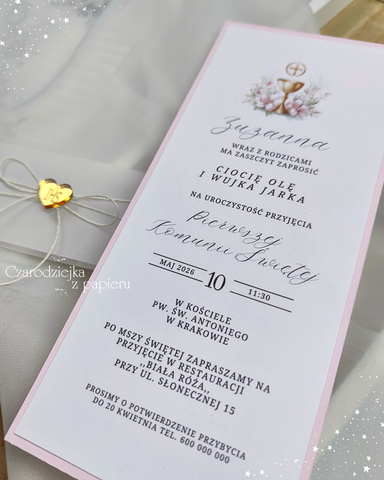 Zuzanna
WRAZ Z RODZICAMI
MA ZASZCZYT ZAPROSIĆ
CIOCIĘ OLĘ
I WUJKA JARKA
NA UROCZYSTOŚĆ PRZYJĘCIA
Pierwszej
Komunii Świętej
MAJ 2026 10 11:30
W KOŚCIELE
PW. ŚW. ANTONIEGO
W KRAKOWIE
PO MSZY ŚWIĘTEJ ZAPRASZAMY NA
PRZYJĘCIE W RESTAURACJI
,,BIAŁA RÓŻA,,
PRZY UL. SŁONECZNEJ 15
PROSIMY O POTWIERDZENIE PRZYBYCIA
DO 20 KWIETNIA TEL. 600 000 000
Czarodziejka
z papieru